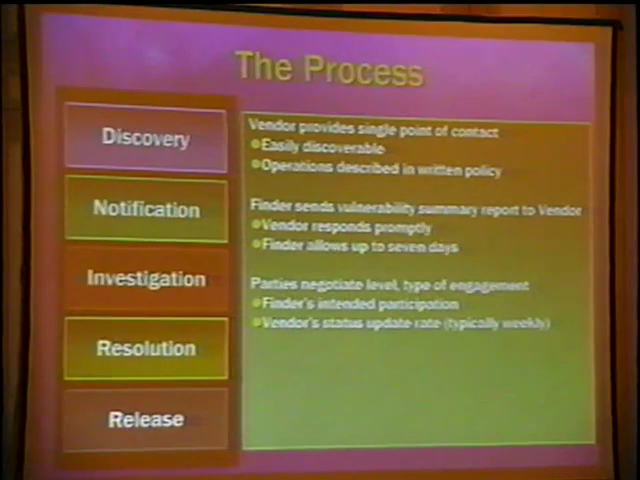 The Process
Discovery
Notification
Investigation
Resolution
Release
Vendor provides single point of contact
Easily discoverable
Operations described in written policy
Finder sends vulnerability summary report to Vendor
Vendor responds promptly
Finder allows up to seven days
Parties negotiate level, type of engagement
Finder's intended participation
Vendor's status update rate (typically weekly)